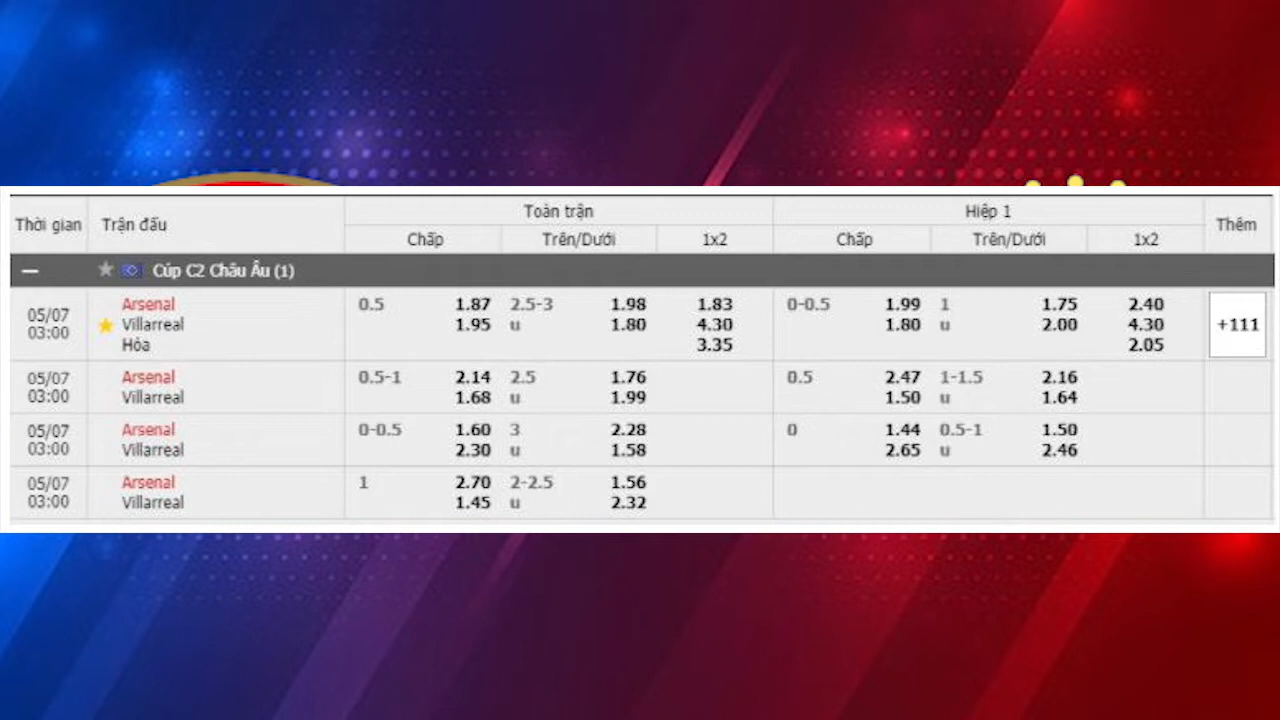 Thời gian Trận đấu Toàn trận Hiệp 1 Thêm
Chấp Trên/Dưới 1x2 Chấp Trên/Dưới 1x2
Cúp C2 Châu Âu (1)
05/07 03:00 Arsenal 0.5 1.87 2.5-3 1.98 1.83 0-0.5 1.99 1 1.75 2.40 +111
Villarreal 1.95 u 1.80 4.30 1.80 u 2.00 4.30
Hòa 3.35 2.05
05/07 03:00 Arsenal 0.5-1 2.14 2.5 1.76 0.5 2.47 1-1.5 2.16
Villarreal 1.68 u 1.99 1.50 u 1.64
05/07 03:00 Arsenal 0-0.5 1.60 3 2.28 0 1.44 0.5-1 1.50
Villarreal 2.30 u 1.58 2.65 u 2.46
05/07 03:00 Arsenal 1 2.70 2-2.5 1.56
Villarreal 1.45 u 2.32